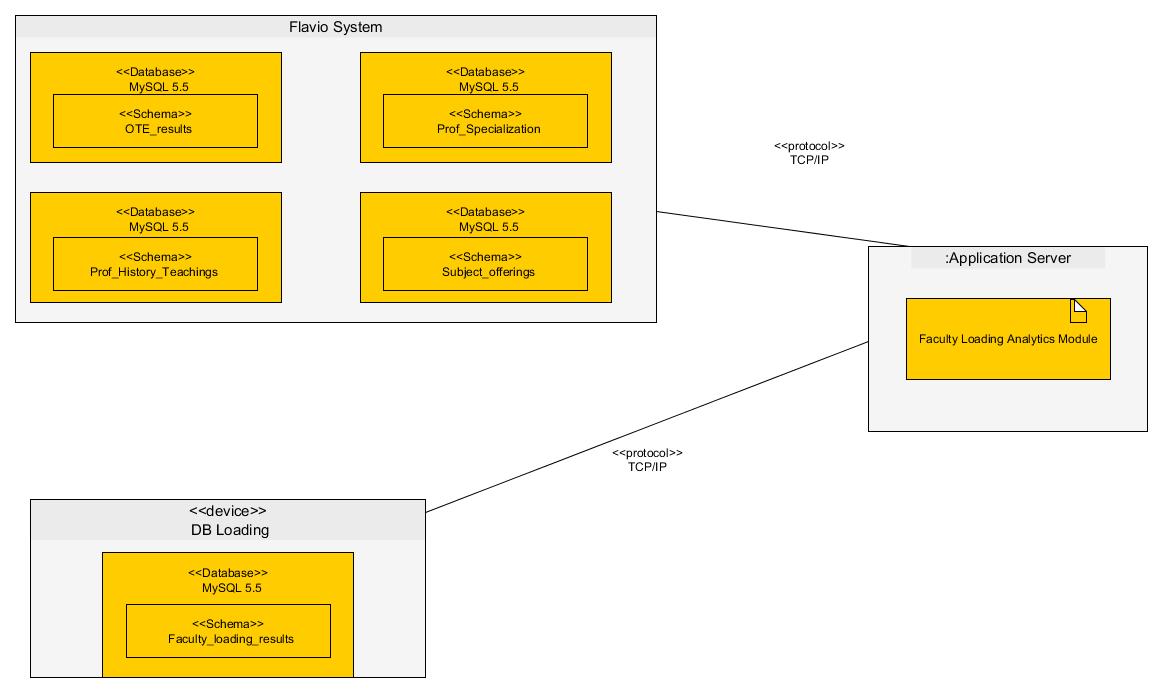 Flavio System
<<Database>>
MySQL 5.5
<<Schema>>
OTE_results
<<Database>>
MySQL 5.5
<<Schema>>
Prof_Specialization
<<Database>>
MySQL 5.5
<<Schema>>
Prof_History_Teachings
<<Database>>
MySQL 5.5
<<Schema>>
Subject_offerings
<<protocol>>
TCP/IP
:Application Server
Faculty Loading Analytics Module
<<protocol>>
TCP/IP
<<device>>
DB Loading
<<Database>>
MySQL 5.5
<<Schema>>
Faculty_loading_results